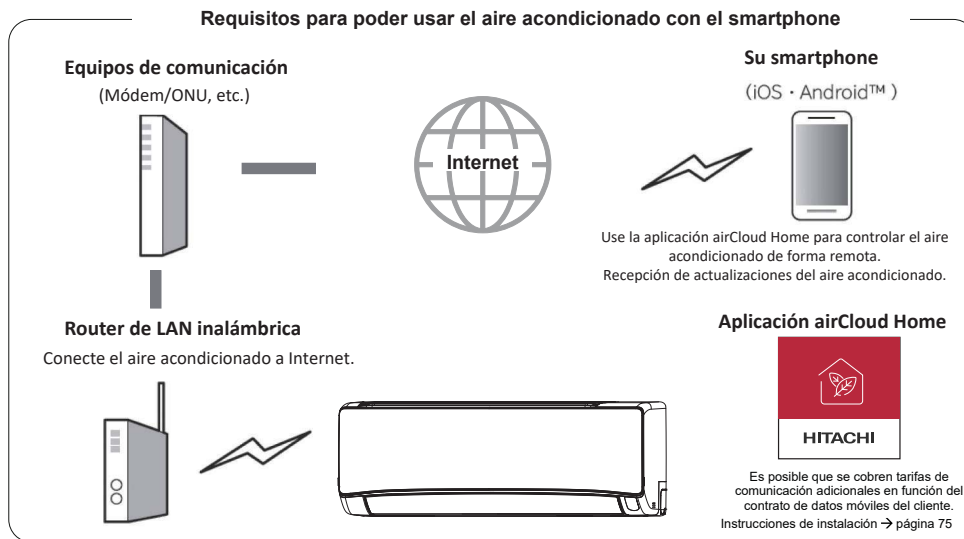 Requisitos para poder usar el aire acondicionado con el smartphone
Equipos de comunicación
(Módem/ONU, etc.)
Internet
Su smartphone
(iOS・Android™ )
Use la aplicación airCloud Home para controlar el aire
acondicionado de forma remota.
Recepción de actualizaciones del aire acondicionado.
Router de LAN inalámbrica
Conecte el aire acondicionado a Internet.
Aplicación airCloud Home
HITACHI
Es posible que se cobren tarifas de
comunicación adicionales en función del
contrato de datos móviles del cliente.
Instrucciones de instalación → página 75